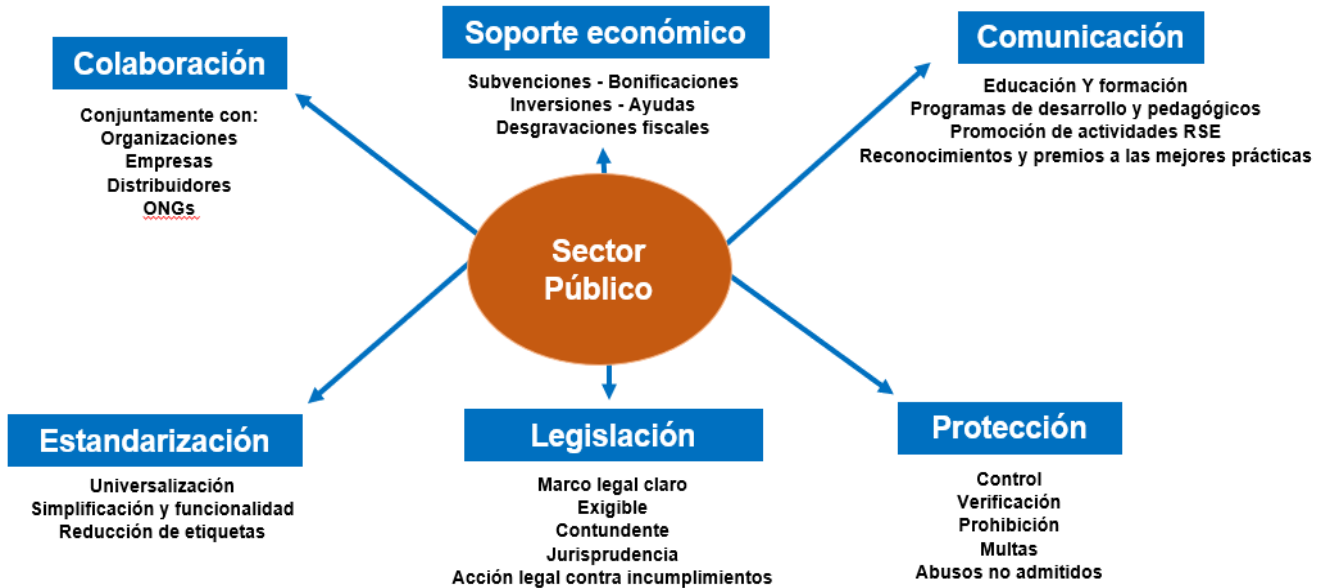 Colaboración
Conjuntamente con:
Organizaciones
Empresas
Distribuidores
ONGs
Soporte económico
Subvenciones - Bonificaciones
Inversiones - Ayudas
Desgravaciones fiscales
Comunicación
Educación Y formación
Programas de desarrollo y pedagógicos
Promoción de actividades RSE
Reconocimientos y premios a las mejores prácticas
Sector
Público
Estandarización
Universalización
Simplificación y funcionalidad
Reducción de etiquetas
Legislación
Marco legal claro
Exigible
Contundente
Jurisprudencia
Acción legal contra incumplimientos
Protección
Control
Verificación
Prohibición
Multas
Abusos no admitidos